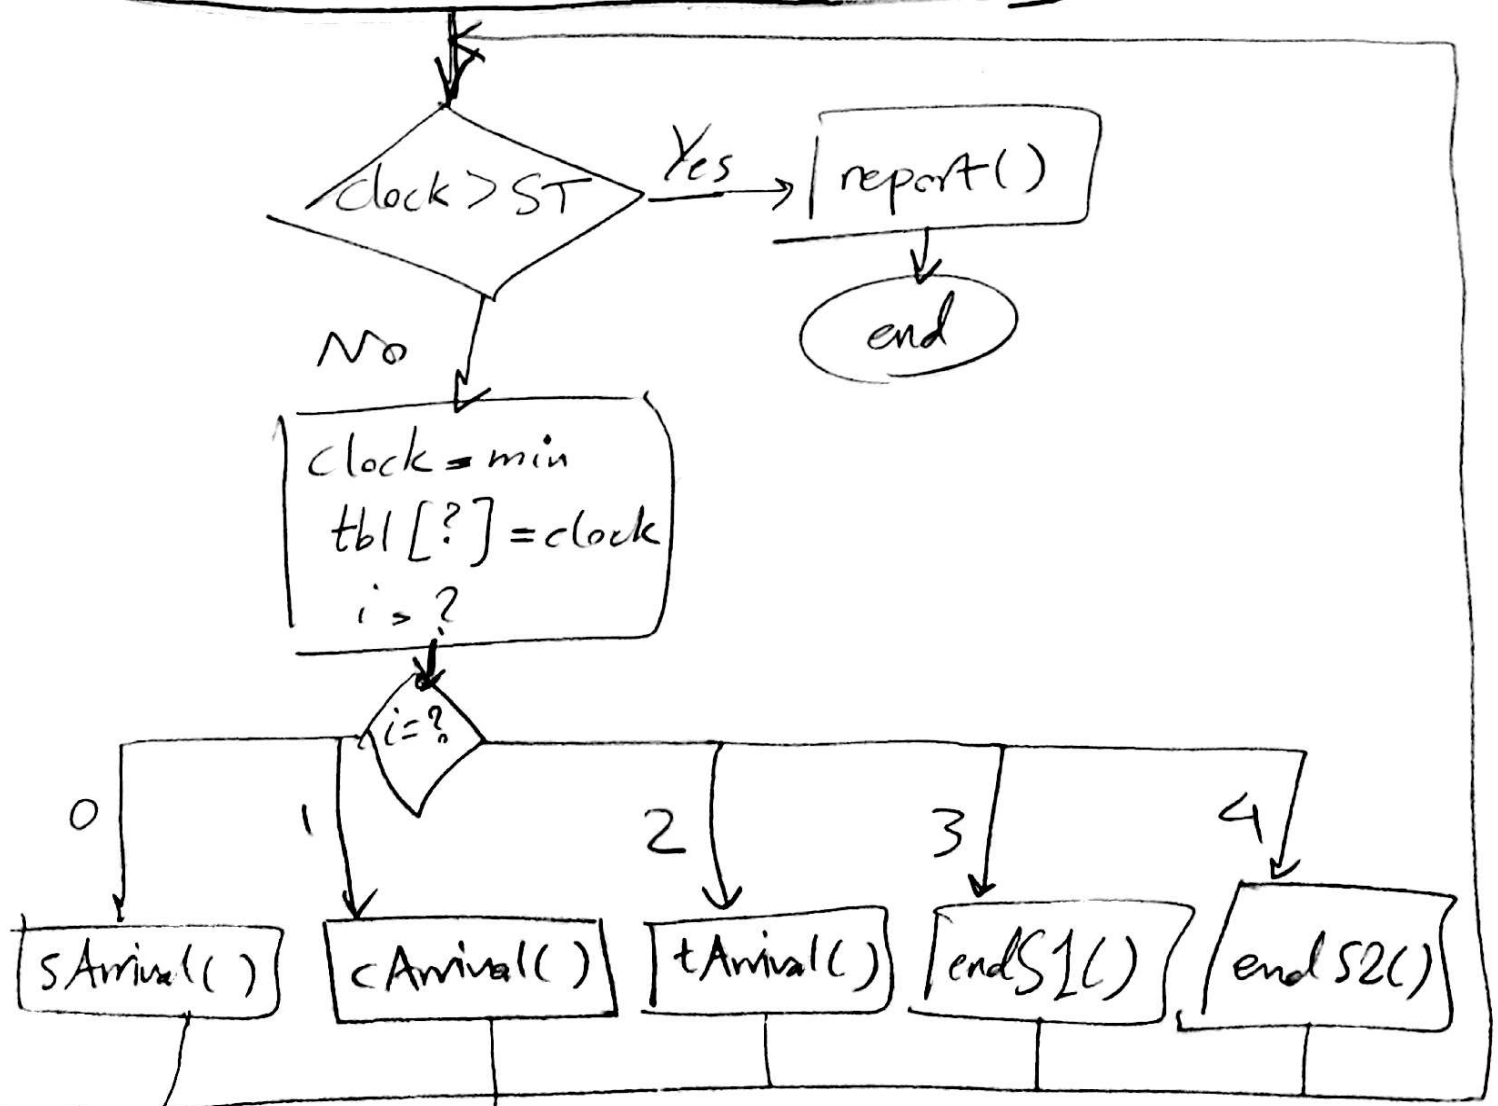 clock > ST
Yes
report()
end
No
clock = min
tbl [?] = clock
i = ?
i = ?
0
1
2
3
4
sArrival()
cArrival()
tArrival()
endS1()
endS2()